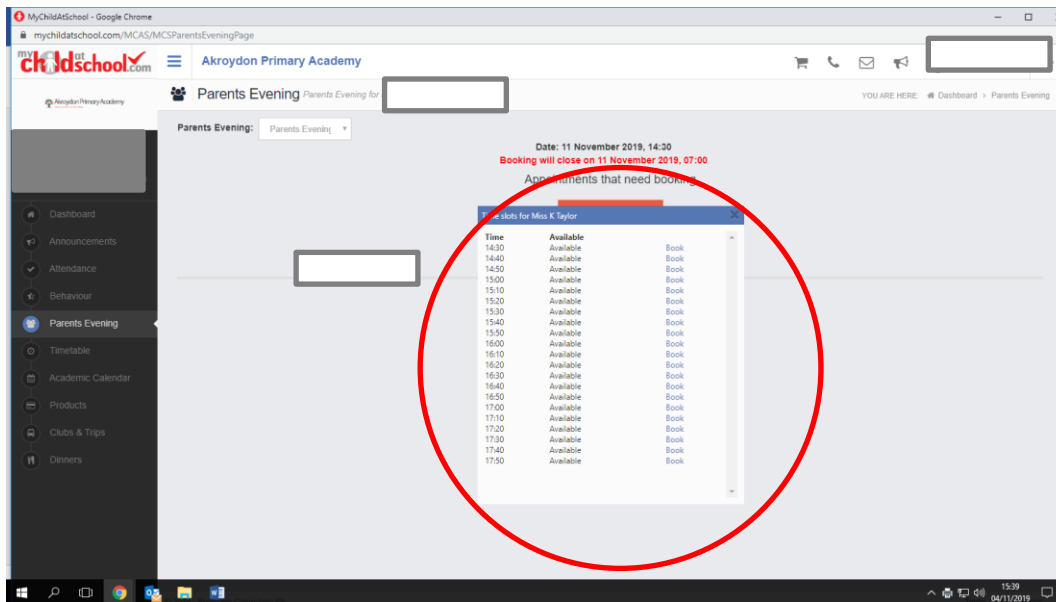 MyChildAtSchool - Google Chrome
mychildatschool.com/MCAS/MCSParentsEveningPage
my child at school.com
Akroydon Primary Academy
Akroydon Primary Academy
Parents Evening Parents Evening for
YOU ARE HERE: Dashboard > Parents Evening
Parents Evening: Parents Evening
Date: 11 November 2019, 14:30
Booking will close on 11 November 2019, 07:00
Appointments that need booking
Time slots for Miss K Taylor X
Time Available
14:30 Available Book
14:40 Available Book
14:50 Available Book
15:00 Available Book
15:10 Available Book
15:20 Available Book
15:30 Available Book
15:40 Available Book
15:50 Available Book
16:00 Available Book
16:10 Available Book
16:20 Available Book
16:30 Available Book
16:40 Available Book
16:50 Available Book
17:00 Available Book
17:10 Available Book
17:20 Available Book
17:30 Available Book
17:40 Available Book
17:50 Available Book
Dashboard
Announcements
Attendance
Behaviour
Parents Evening
Timetable
Academic Calendar
Products
Clubs & Trips
Dinners
15:39
04/11/2019